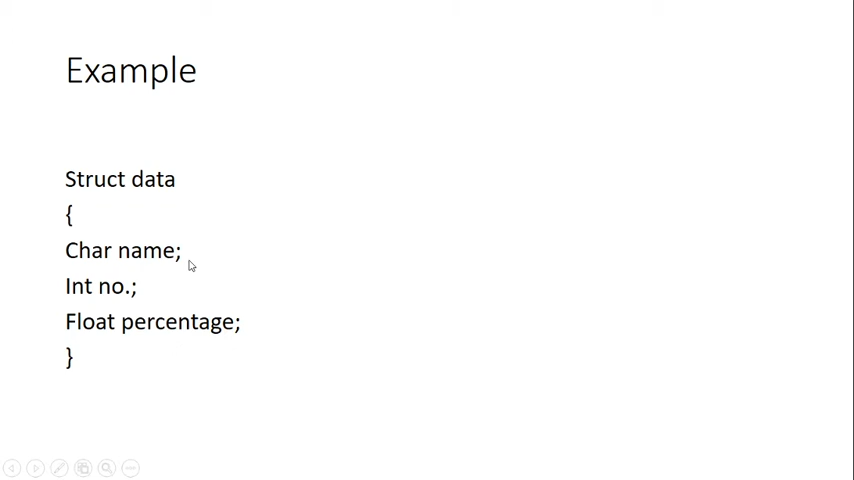 Example
Struct data
{
Char name;
Int no.;
Float percentage;
}